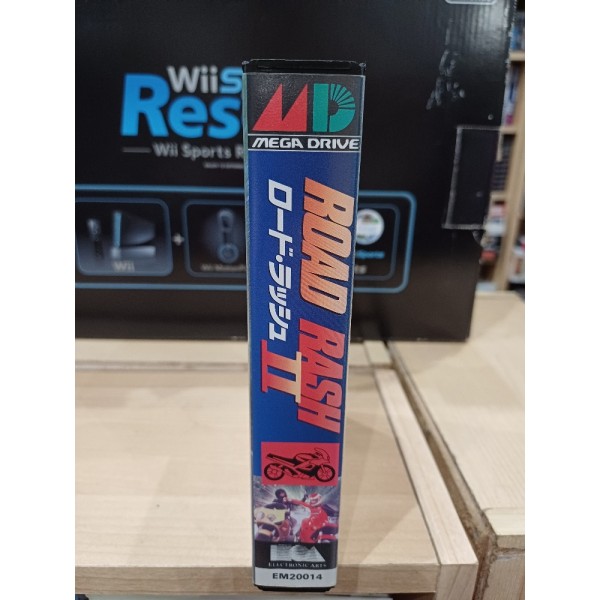 MD
MEGA DRIVE
ROAD RASH II
ロード・ラッシュ
ELECTRONIC ARTS
EM20014
WiiS
Res
Wii Sports R
Wii
+